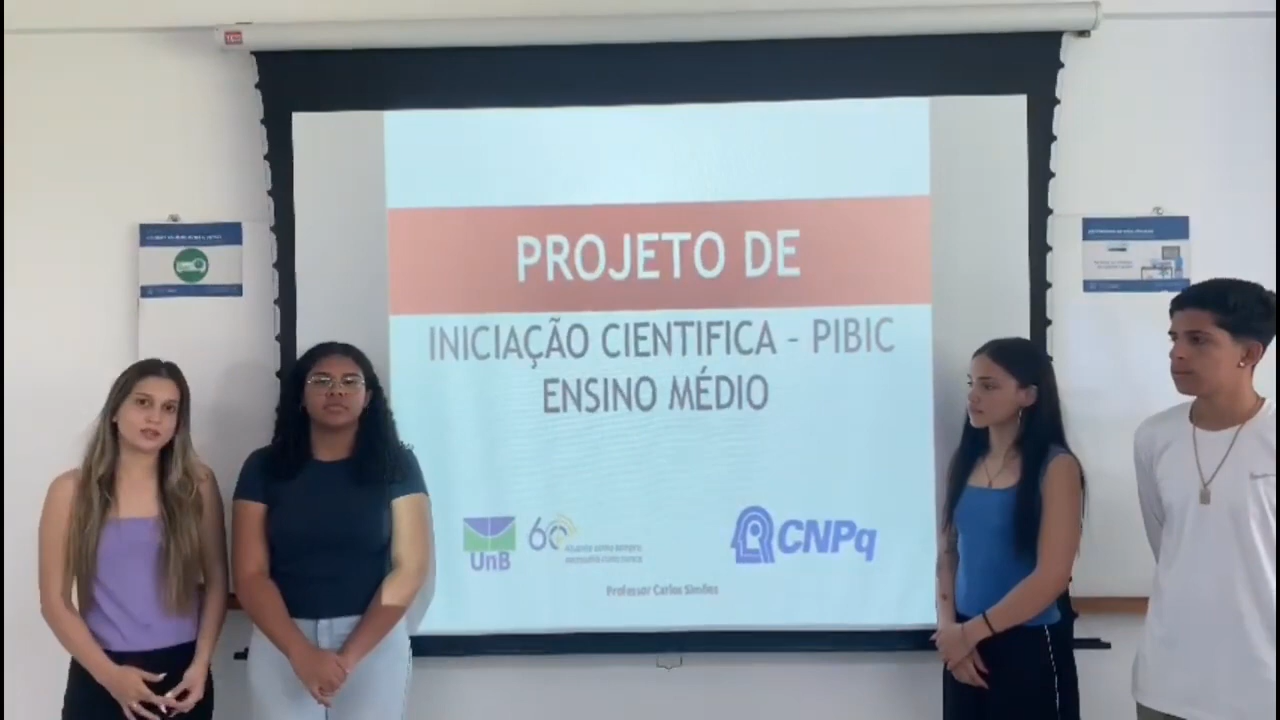 PROJETO DE
INICIAÇÃO CIENTIFICA - PIBIC
ENSINO MÉDIO
UnB
60
CNPq
Professor Carlos Simões